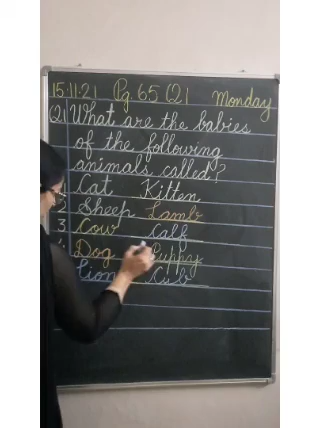 15.11.21 Pg. 65 Q1 Monday
Q1 What are the babies
of the following
animals called?
Cat Kitten
2 Sheep Lamb
3 Cow Calf
4 Dog Puppy
Lion Cub